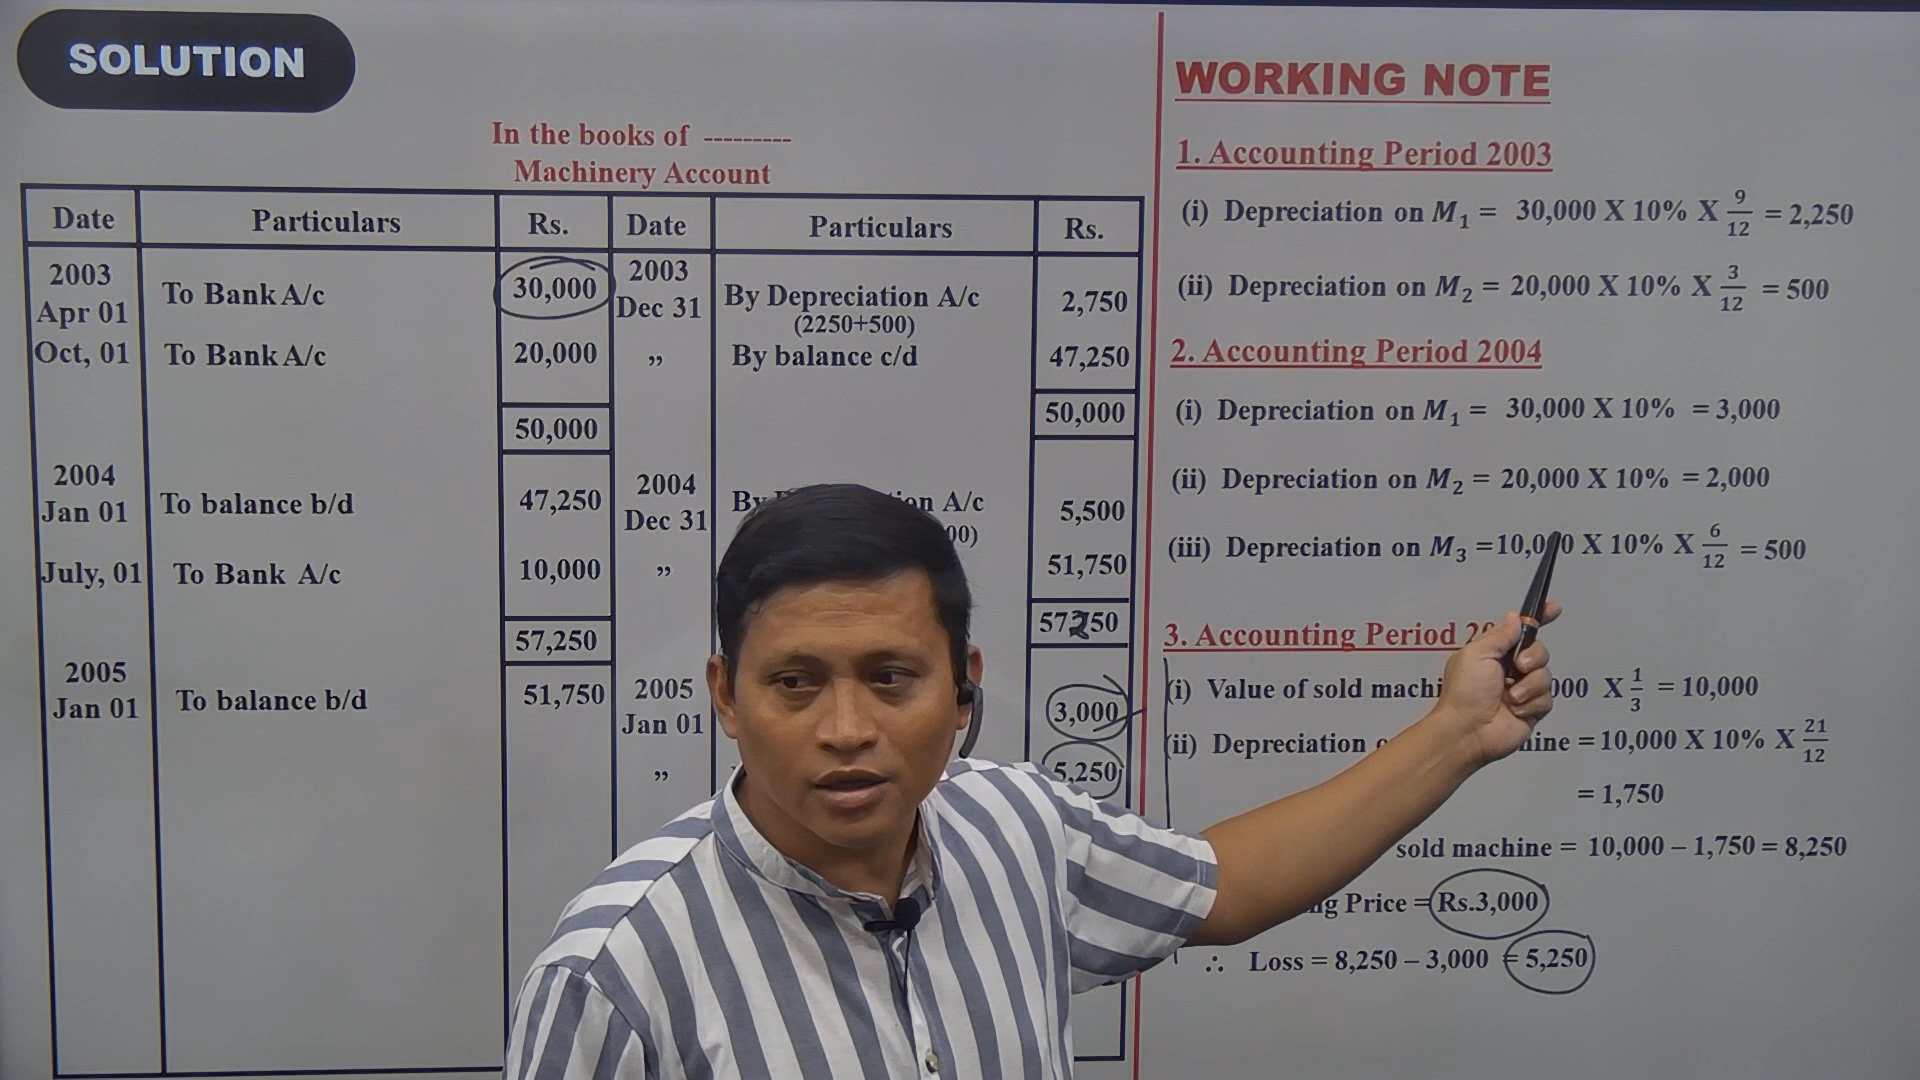 SOLUTION
In the books of ---------
Machinery Account
Date Particulars Rs. Date Particulars Rs.
2003 2003
Apr 01 To Bank A/c 30,000 Dec 31 By Depreciation A/c 2,750
(2250+500)
Oct, 01 To Bank A/c 20,000 ,, By balance c/d 47,250
50,000 50,000
2004 2004
Jan 01 To balance b/d 47,250 Dec 31 By A/c 5,500
July, 01 To Bank A/c 10,000 ,, 51,750
57,250 57250
2005 2005
Jan 01 To balance b/d 51,750 Jan 01 3,000
,, 5,250
WORKING NOTE
1. Accounting Period 2003
(i) Depreciation on M₁ = 30,000 X 10% X 9/12 = 2,250
(ii) Depreciation on M₂ = 20,000 X 10% X 3/12 = 500
2. Accounting Period 2004
(i) Depreciation on M₁ = 30,000 X 10% = 3,000
(ii) Depreciation on M₂ = 20,000 X 10% = 2,000
(iii) Depreciation on M₃ =10,000 X 10% X 6/12 = 500
3. Accounting Period
(i) Value of sold X 1/3 = 10,000
(ii) Depreciation = 10,000 X 10% X 21/12
= 1,750
sold machine = 10,000 – 1,750 = 8,250
Price = Rs.3,000
∴ Loss = 8,250 – 3,000 = 5,250